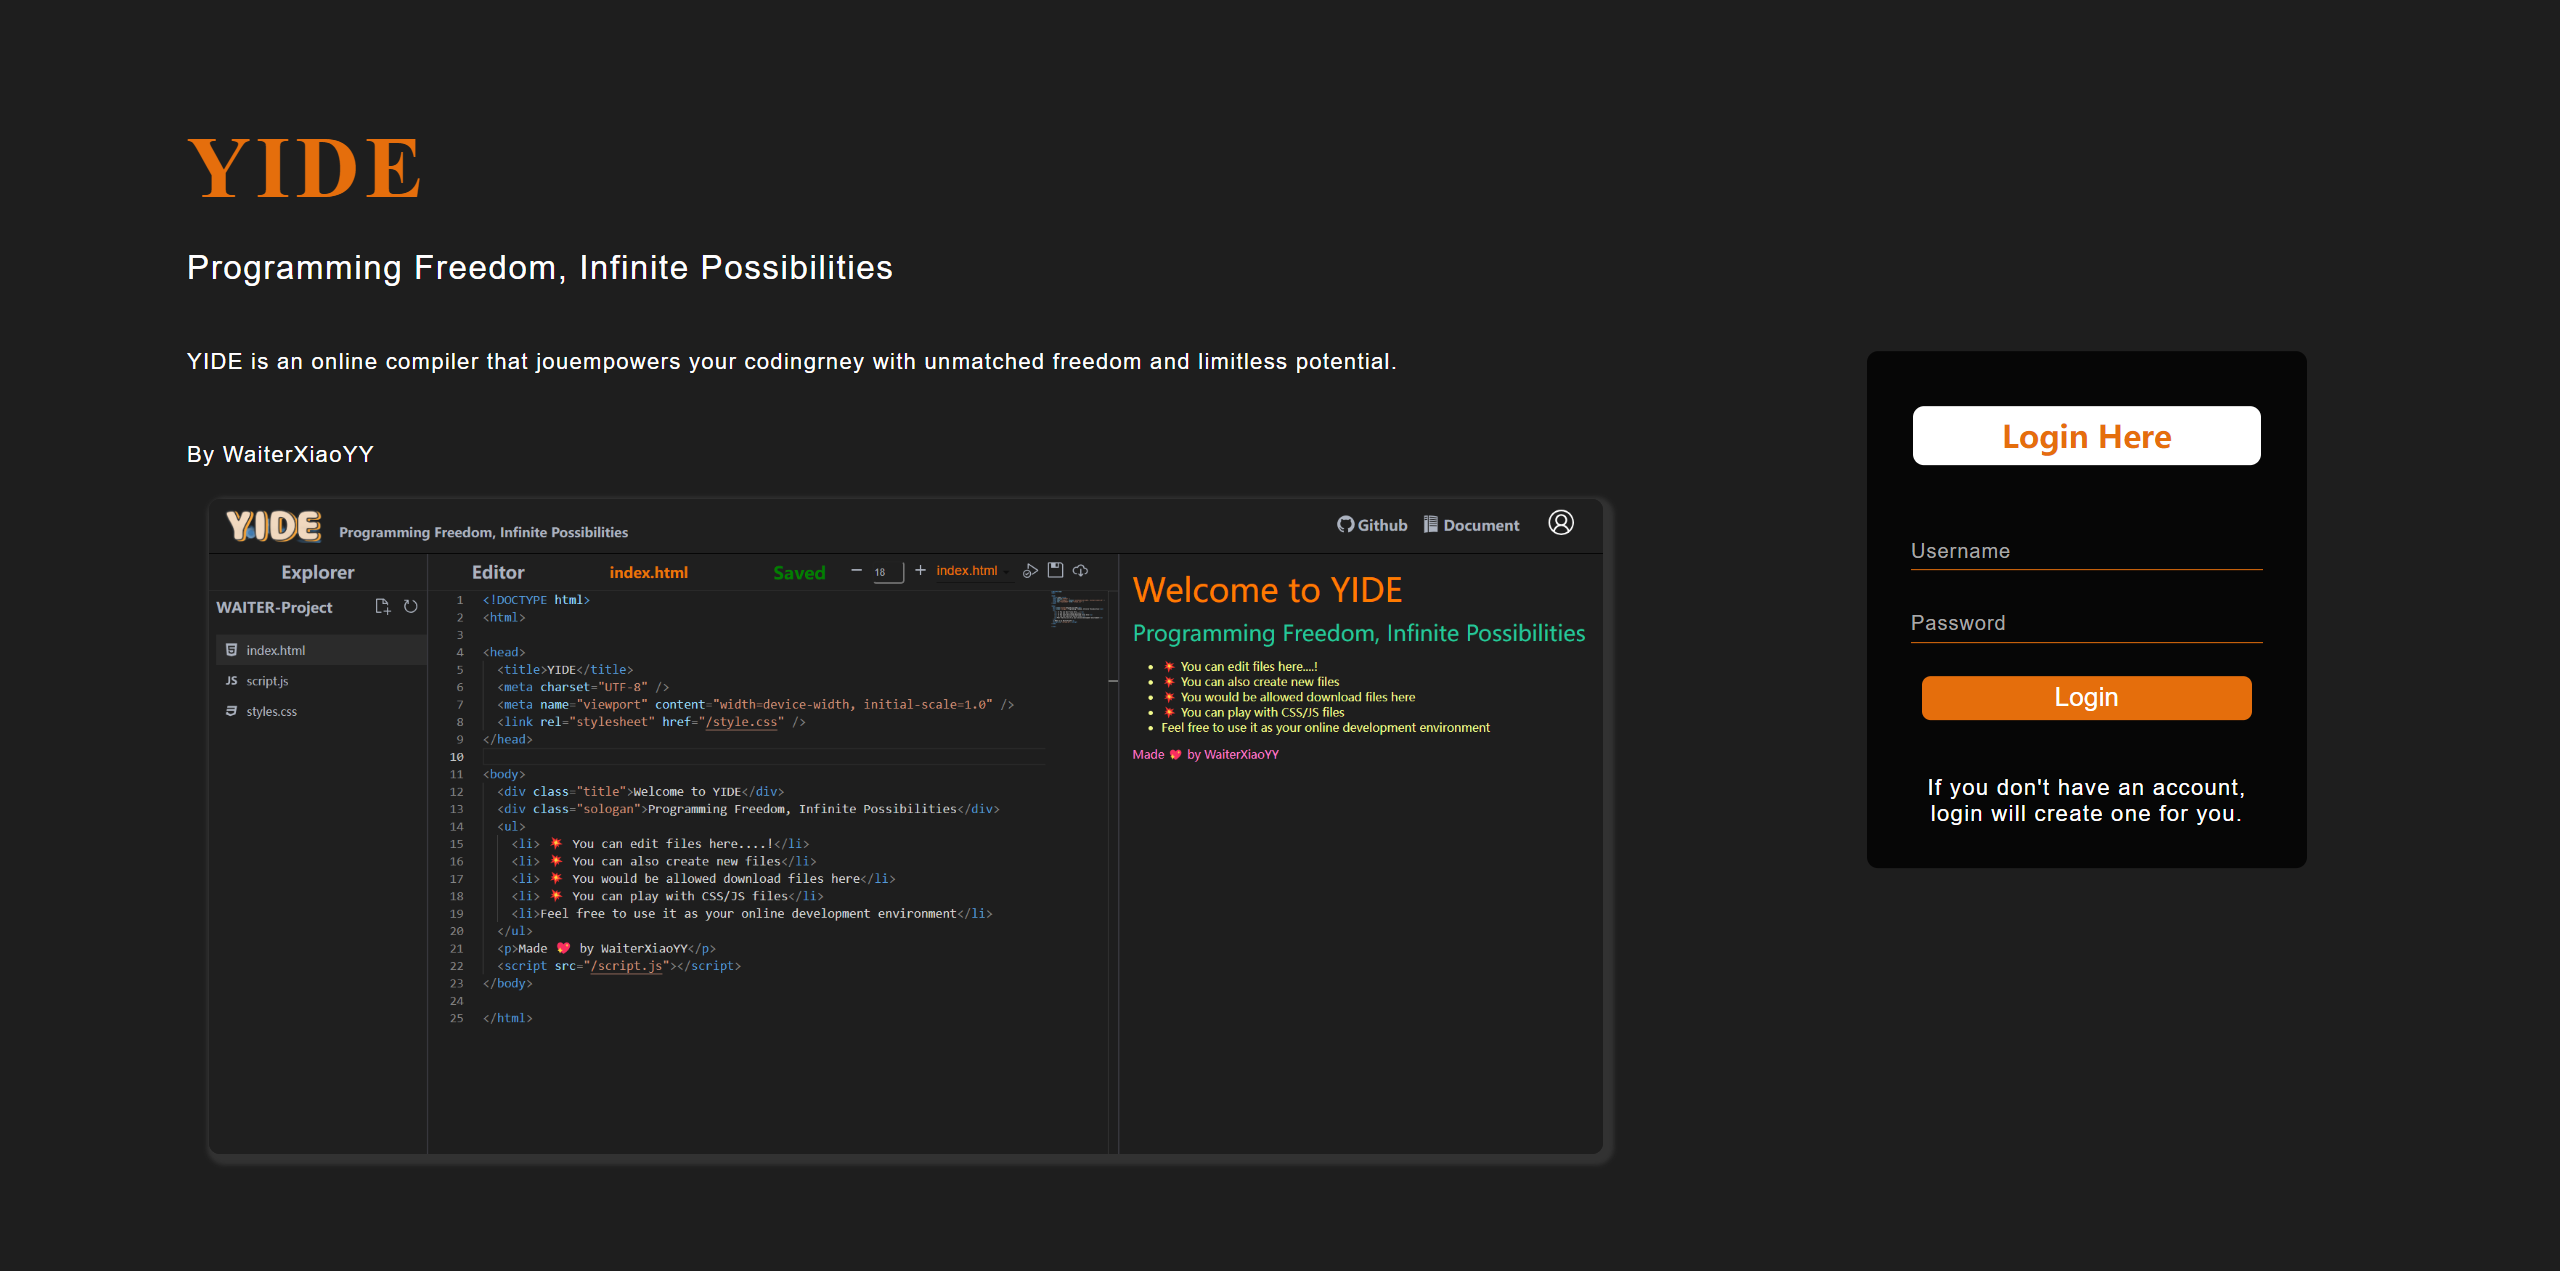 YIDE
Programming Freedom, Infinite Possibilities
YIDE is an online compiler that jouempowers your codingrney with unmatched freedom and limitless potential.
By WaiterXiaoYY
YIDE Programming Freedom, Infinite Possibilities Github Document
Explorer
WAITER-Project
index.html
JS script.js
styles.css
Editor index.html Saved − 18 + index.html
1 <!DOCTYPE html>
2 <html>
3
4 <head>
5 <title>YIDE</title>
6 <meta charset="UTF-8" />
7 <meta name="viewport" content="width=device-width, initial-scale=1.0" />
8 <link rel="stylesheet" href="/style.css" />
9 </head>
10
11 <body>
12 <div class="title">Welcome to YIDE</div>
13 <div class="sologan">Programming Freedom, Infinite Possibilities</div>
14 <ul>
15 <li> 💥 You can edit files here....!</li>
16 <li> 💥 You can also create new files</li>
17 <li> 💥 You would be allowed download files here</li>
18 <li> 💥 You can play with CSS/JS files</li>
19 <li>Feel free to use it as your online development environment</li>
20 </ul>
21 <p>Made 💖 by WaiterXiaoYY</p>
22 <script src="/script.js"></script>
23 </body>
24
25 </html>
Welcome to YIDE
Programming Freedom, Infinite Possibilities
• 💥 You can edit files here....!
• 💥 You can also create new files
• 💥 You would be allowed download files here
• 💥 You can play with CSS/JS files
• Feel free to use it as your online development environment
Made 💖 by WaiterXiaoYY
Login Here
Username
Password
Login
If you don't have an account,
login will create one for you.